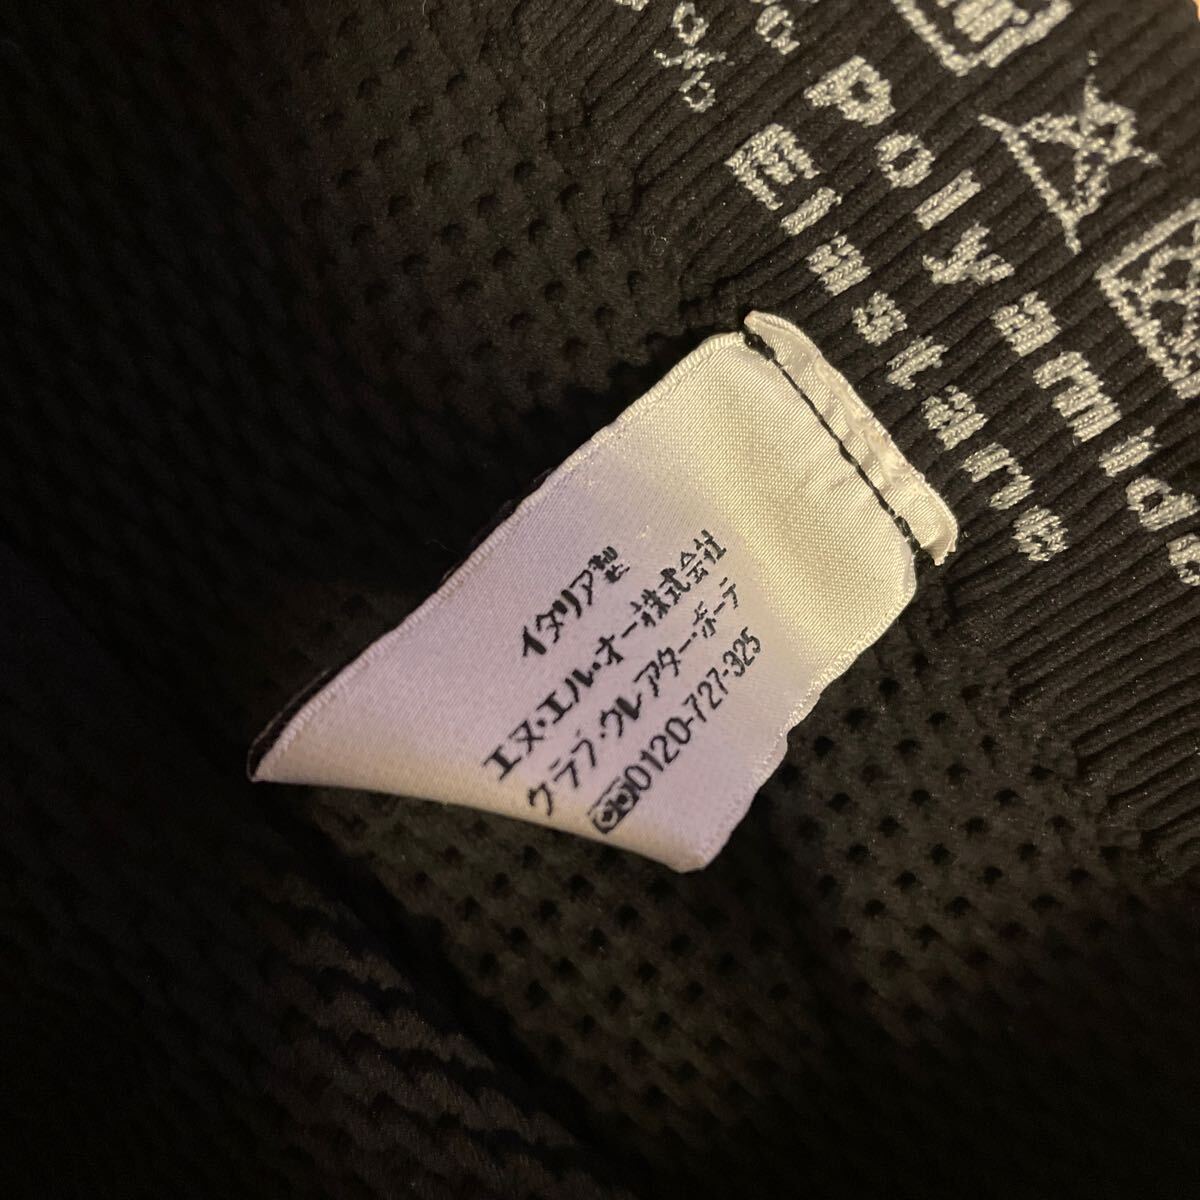 Polyamide
Elastane
イタリア製
エヌ・エル・オー株式会社
クラブ・クレアター・ボーテ
0120-727-325